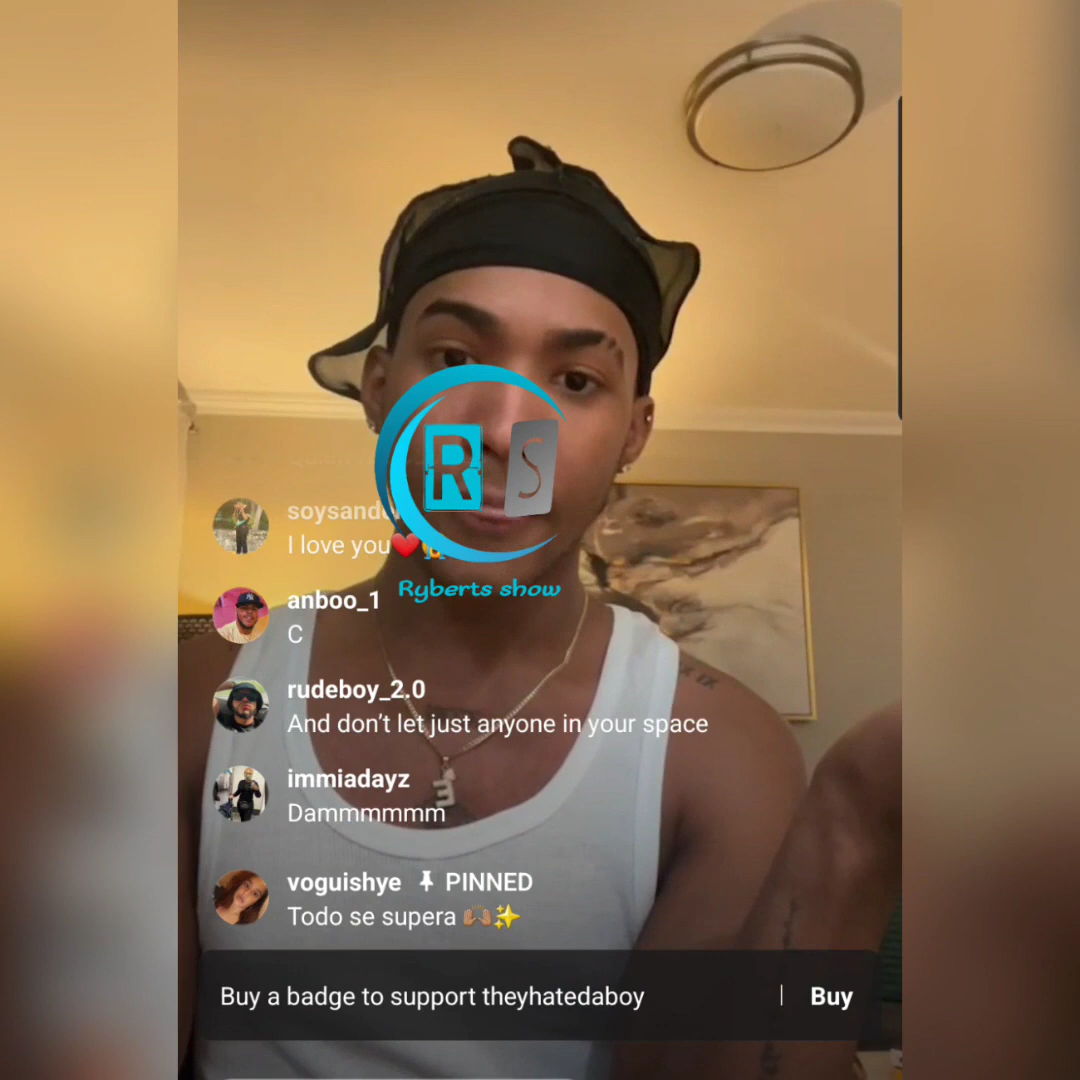 R S
Ryberts show
I love you❤️
anboo_1
C
rudeboy_2.0
And don't let just anyone in your space
immiadayz
Dammmmmm
voguishye PINNED
Todo se supera 🙌🏽✨
Buy a badge to support theyhatedaboy | Buy